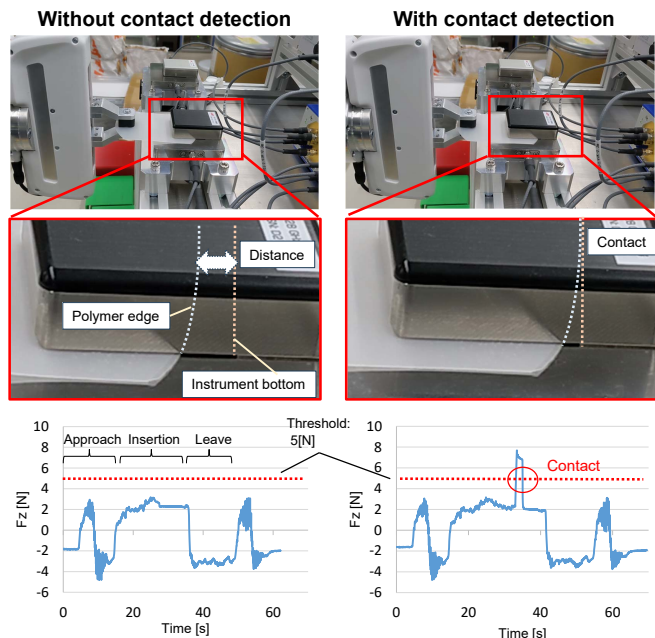 Without contact detection
With contact detection
Distance
Polymer edge
Instrument bottom
Contact
Threshold:
5[N]
Approach
Insertion
Leave
Fz [N]
10
8
6
4
2
0
-2
-4
-6
0
20
40
60
Time [s]
Contact
Fz [N]
10
8
6
4
2
0
-2
-4
-6
0
20
40
60
Time [s]